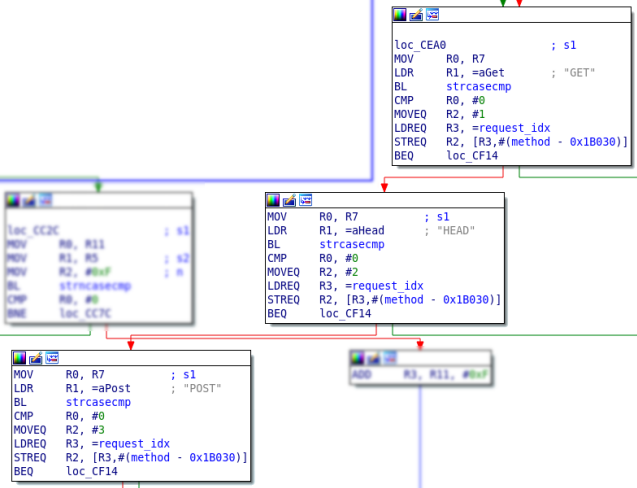 loc_CEA0 ; s1
MOV R0, R7
LDR R1, =aGet ; "GET"
BL strcasecmp
CMP R0, #0
MOVEQ R2, #1
LDREQ R3, =request_idx
STREQ R2, [R3,#(method - 0x1B030)]
BEQ loc_CF14
loc_CC2C ; s1
MOV R0, R11
MOV R1, R5 ; s2
MOV R2, #0xF ; n
BL strncasecmp
CMP R0, #0
BNE loc_CC7C
MOV R0, R7 ; s1
LDR R1, =aHead ; "HEAD"
BL strcasecmp
CMP R0, #0
MOVEQ R2, #2
LDREQ R3, =request_idx
STREQ R2, [R3,#(method - 0x1B030)]
BEQ loc_CF14
MOV R0, R7 ; s1
LDR R1, =aPost ; "POST"
BL strcasecmp
CMP R0, #0
MOVEQ R2, #3
LDREQ R3, =request_idx
STREQ R2, [R3,#(method - 0x1B030)]
BEQ loc_CF14
ADD R3, R11, #0xF